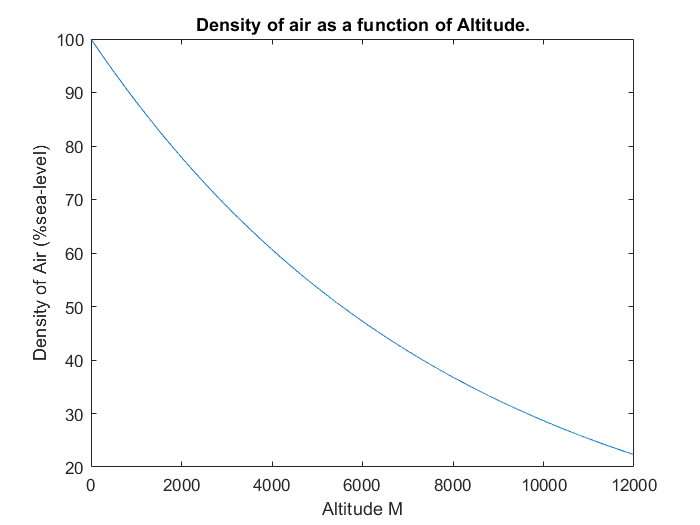 Density of air as a function of Altitude.
Density of Air (%sea-level)
100
90
80
70
60
50
40
30
20
0 2000 4000 6000 8000 10000 12000
Altitude M